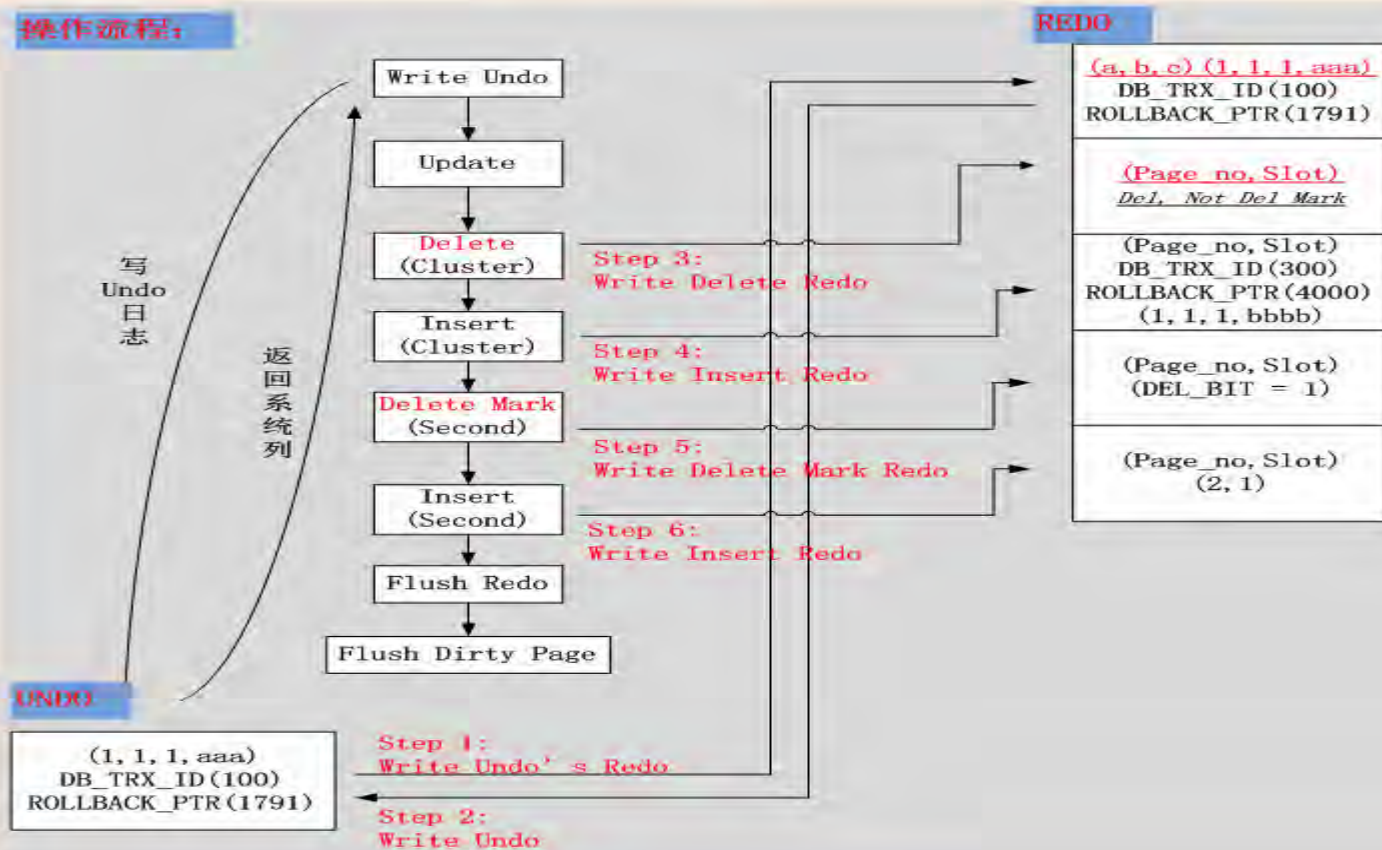 操作流程:
Write Undo
Update
Delete
(Cluster)
Insert
(Cluster)
Delete Mark
(Second)
Insert
(Second)
Flush Redo
Flush Dirty Page
写
Undo
日
志
返
回
系
统
列
Step 3:
Write Delete Redo
Step 4:
Write Insert Redo
Step 5:
Write Delete Mark Redo
Step 6:
Write Insert Redo
REDO
(a,b,c)(1,1,1,aaa)
DB_TRX_ID(100)
ROLLBACK_PTR(1791)
(Page_no,Slot)
Del, Not Del Mark
(Page_no,Slot)
DB_TRX_ID(300)
ROLLBACK_PTR(4000)
(1,1,1,bbbb)
(Page_no,Slot)
(DEL_BIT = 1)
(Page_no,Slot)
(2,1)
UNDO
(1,1,1,aaa)
DB_TRX_ID(100)
ROLLBACK_PTR(1791)
Step 1:
Write Undo's Redo
Step 2:
Write Undo